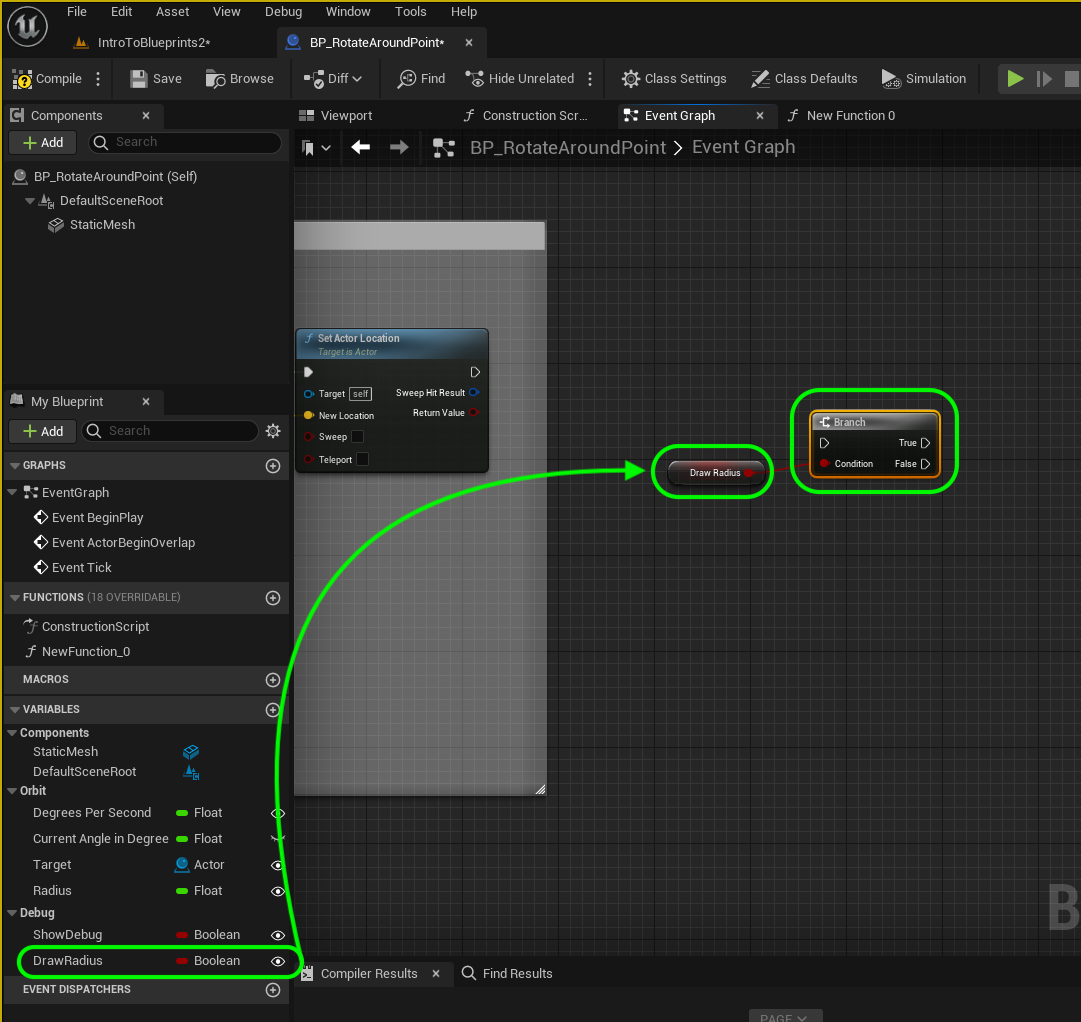 File Edit Asset View Debug Window Tools Help
IntroToBlueprints2*
BP_RotateAroundPoint*
Compile
Save
Browse
Diff
Find
Hide Unrelated
Class Settings
Class Defaults
Simulation
Components
Viewport
Construction Scr...
Event Graph
New Function 0
Add
Search
BP_RotateAroundPoint
Event Graph
BP_RotateAroundPoint (Self)
DefaultSceneRoot
StaticMesh
Set Actor Location
Target is Actor
Target self
Sweep Hit Result
New Location
Return Value
Sweep
Teleport
Draw Radius
Branch
True
Condition
False
My Blueprint
Add
Search
GRAPHS
EventGraph
Event BeginPlay
Event ActorBeginOverlap
Event Tick
FUNCTIONS (18 OVERRIDABLE)
ConstructionScript
NewFunction_0
MACROS
VARIABLES
Components
StaticMesh
DefaultSceneRoot
Orbit
Degrees Per Second Float
Current Angle in Degree Float
Target Actor
Radius Float
Debug
ShowDebug Boolean
DrawRadius Boolean
EVENT DISPATCHERS
B
Compiler Results
Find Results
PAGE